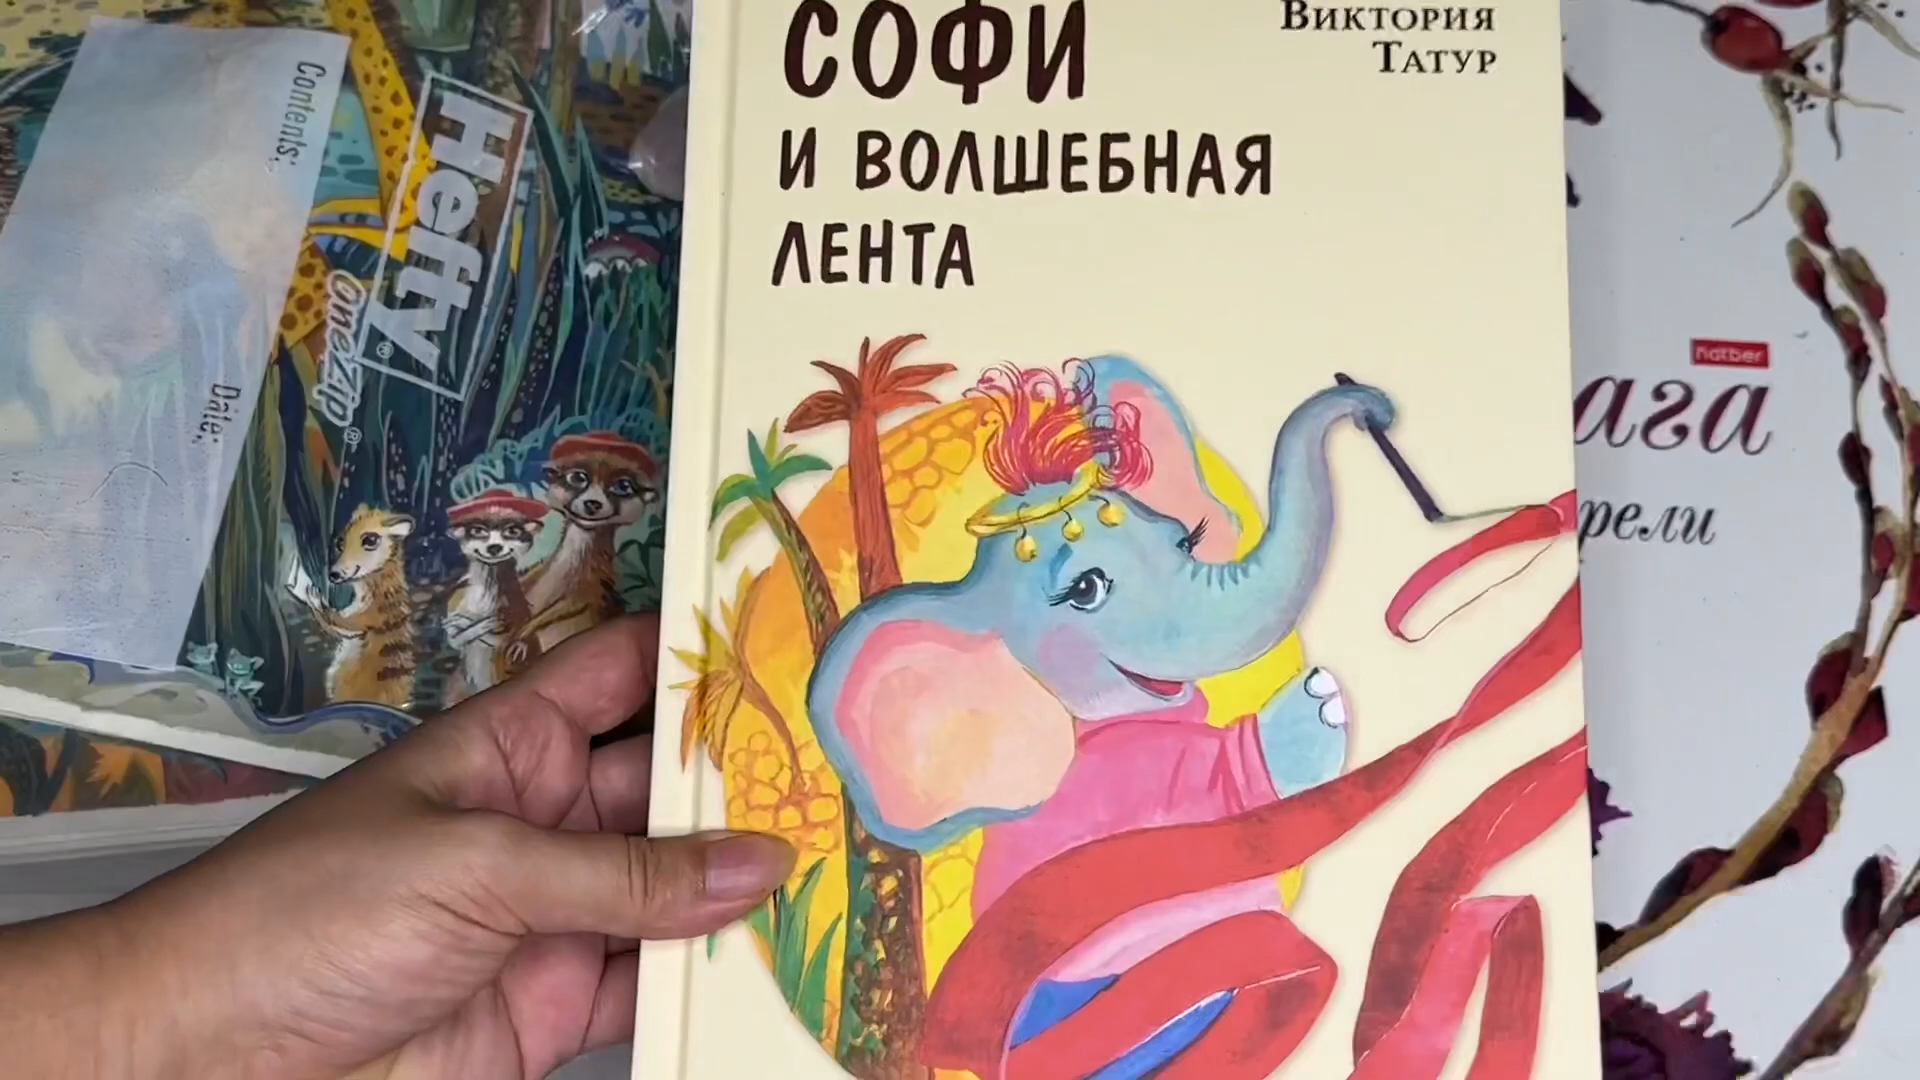 СОФИ
И ВОЛШЕБНАЯ
ЛЕНТА
ВИКТОРИЯ
ТАТУР
Contents:
Date:
Hefty®
OneZip®
hatber
ага
рели